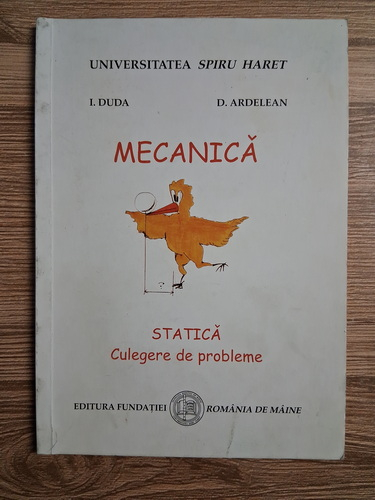 UNIVERSITATEA SPIRU HARET
I. DUDA D. ARDELEAN
MECANICĂ
STATICĂ
Culegere de probleme
EDITURA FUNDAȚIEI ROMÂNIA DE MÂINE